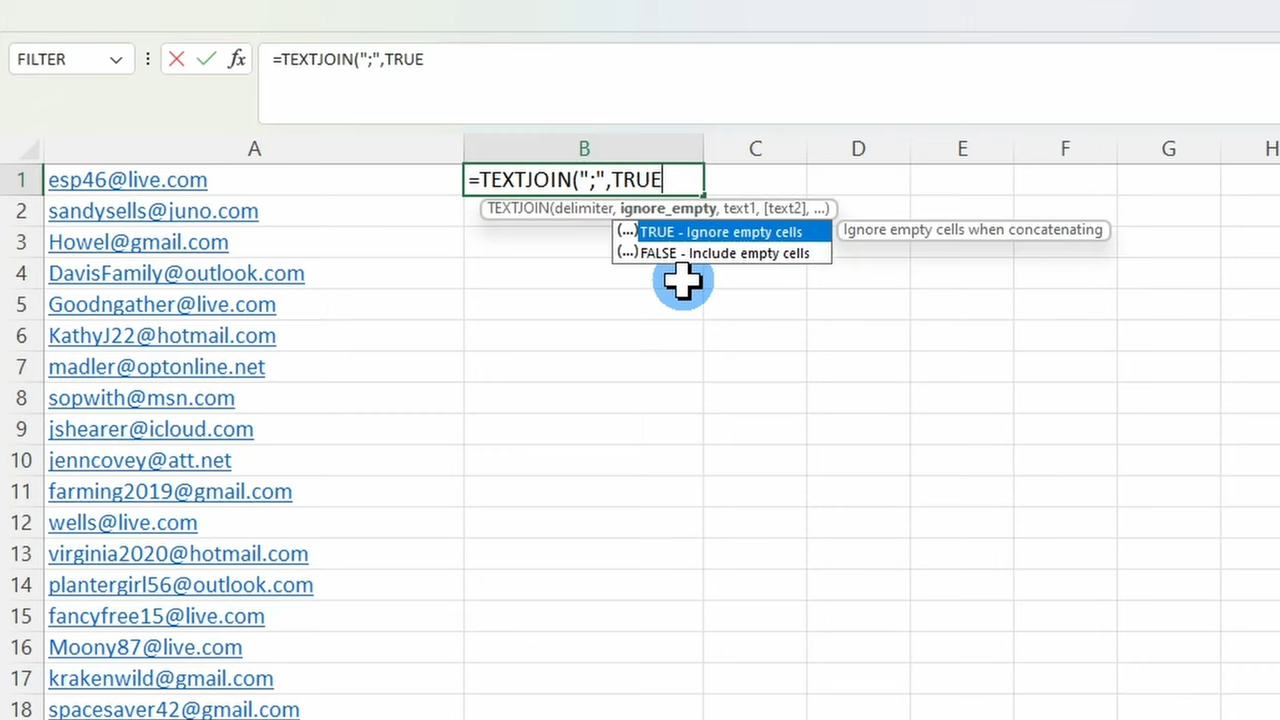 FILTER
fx
=TEXTJOIN(";",TRUE
A B C D E F G H
1 esp46@live.com =TEXTJOIN(";",TRUE
2 sandysells@juno.com TEXTJOIN(delimiter, ignore_empty, text1, [text2], ...)
(...) TRUE - Ignore empty cells Ignore empty cells when concatenating
3 Howel@gmail.com
(...) FALSE - Include empty cells
4 DavisFamily@outlook.com
5 Goodngather@live.com
6 KathyJ22@hotmail.com
7 madler@optonline.net
8 sopwith@msn.com
9 jshearer@icloud.com
10 jenncovey@att.net
11 farming2019@gmail.com
12 wells@live.com
13 virginia2020@hotmail.com
14 plantergirl56@outlook.com
15 fancyfree15@live.com
16 Moony87@live.com
17 krakenwild@gmail.com
18 spacesaver42@gmail.com